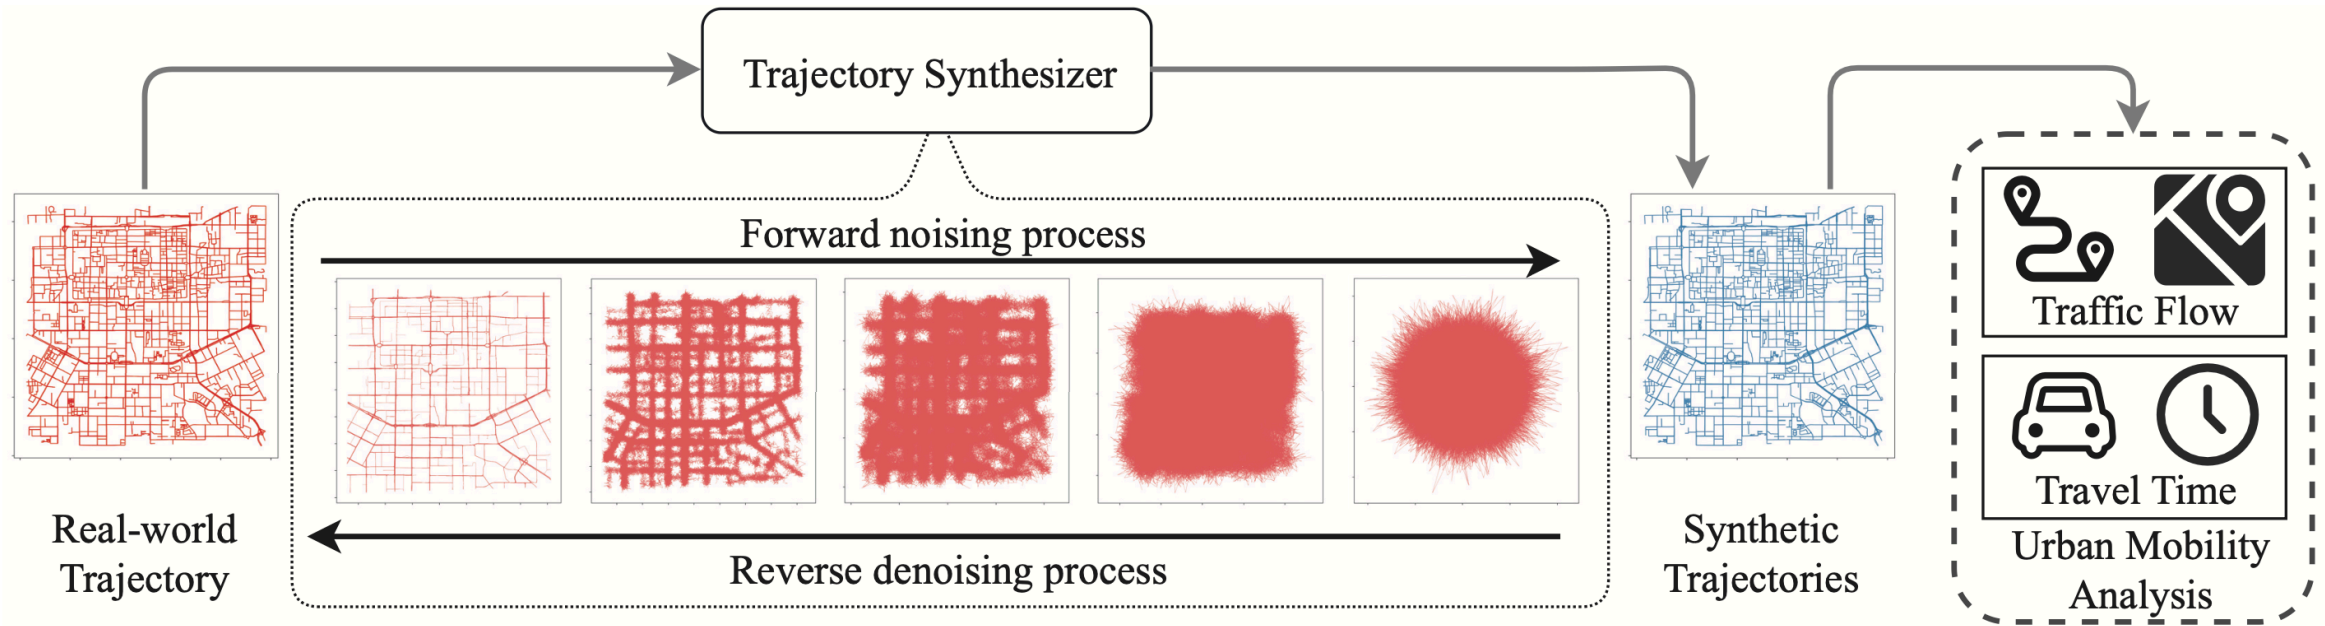 Trajectory Synthesizer
Forward noising process
Reverse denoising process
Real-world
Trajectory
Synthetic
Trajectories
Traffic Flow
Travel Time
Urban Mobility
Analysis